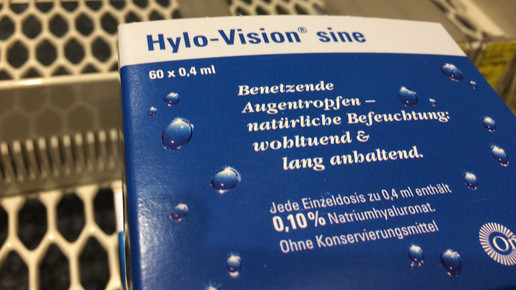 Hylo-Vision® sine
60 x 0,4 ml
Benetzende
Augentropfen –
natürliche Befeuchtung:
wohltuend &
lang anhaltend.
Jede Einzeldosis zu 0,4 ml enthält
0,10% Natriumhyaluronat.
Ohne Konservierungsmittel